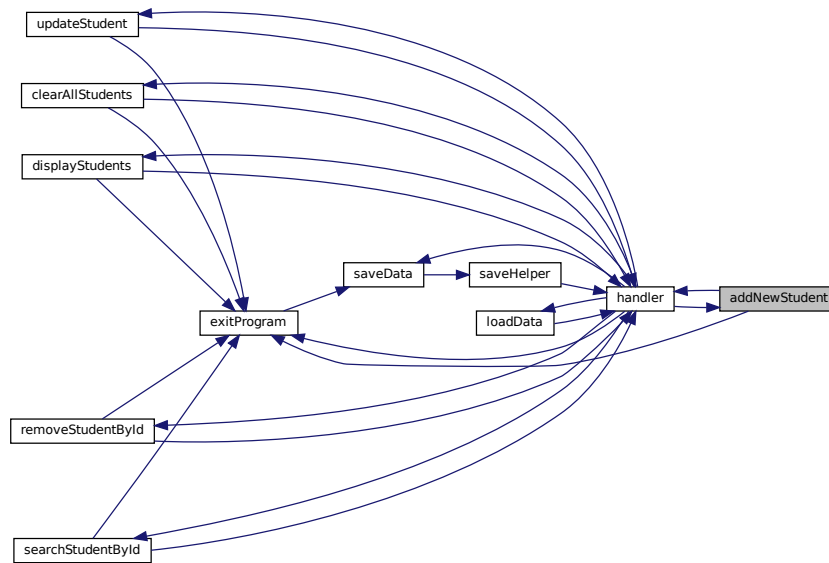 updateStudent
clearAllStudents
displayStudents
saveData
saveHelper
handler
addNewStudent
exitProgram
loadData
removeStudentById
searchStudentById